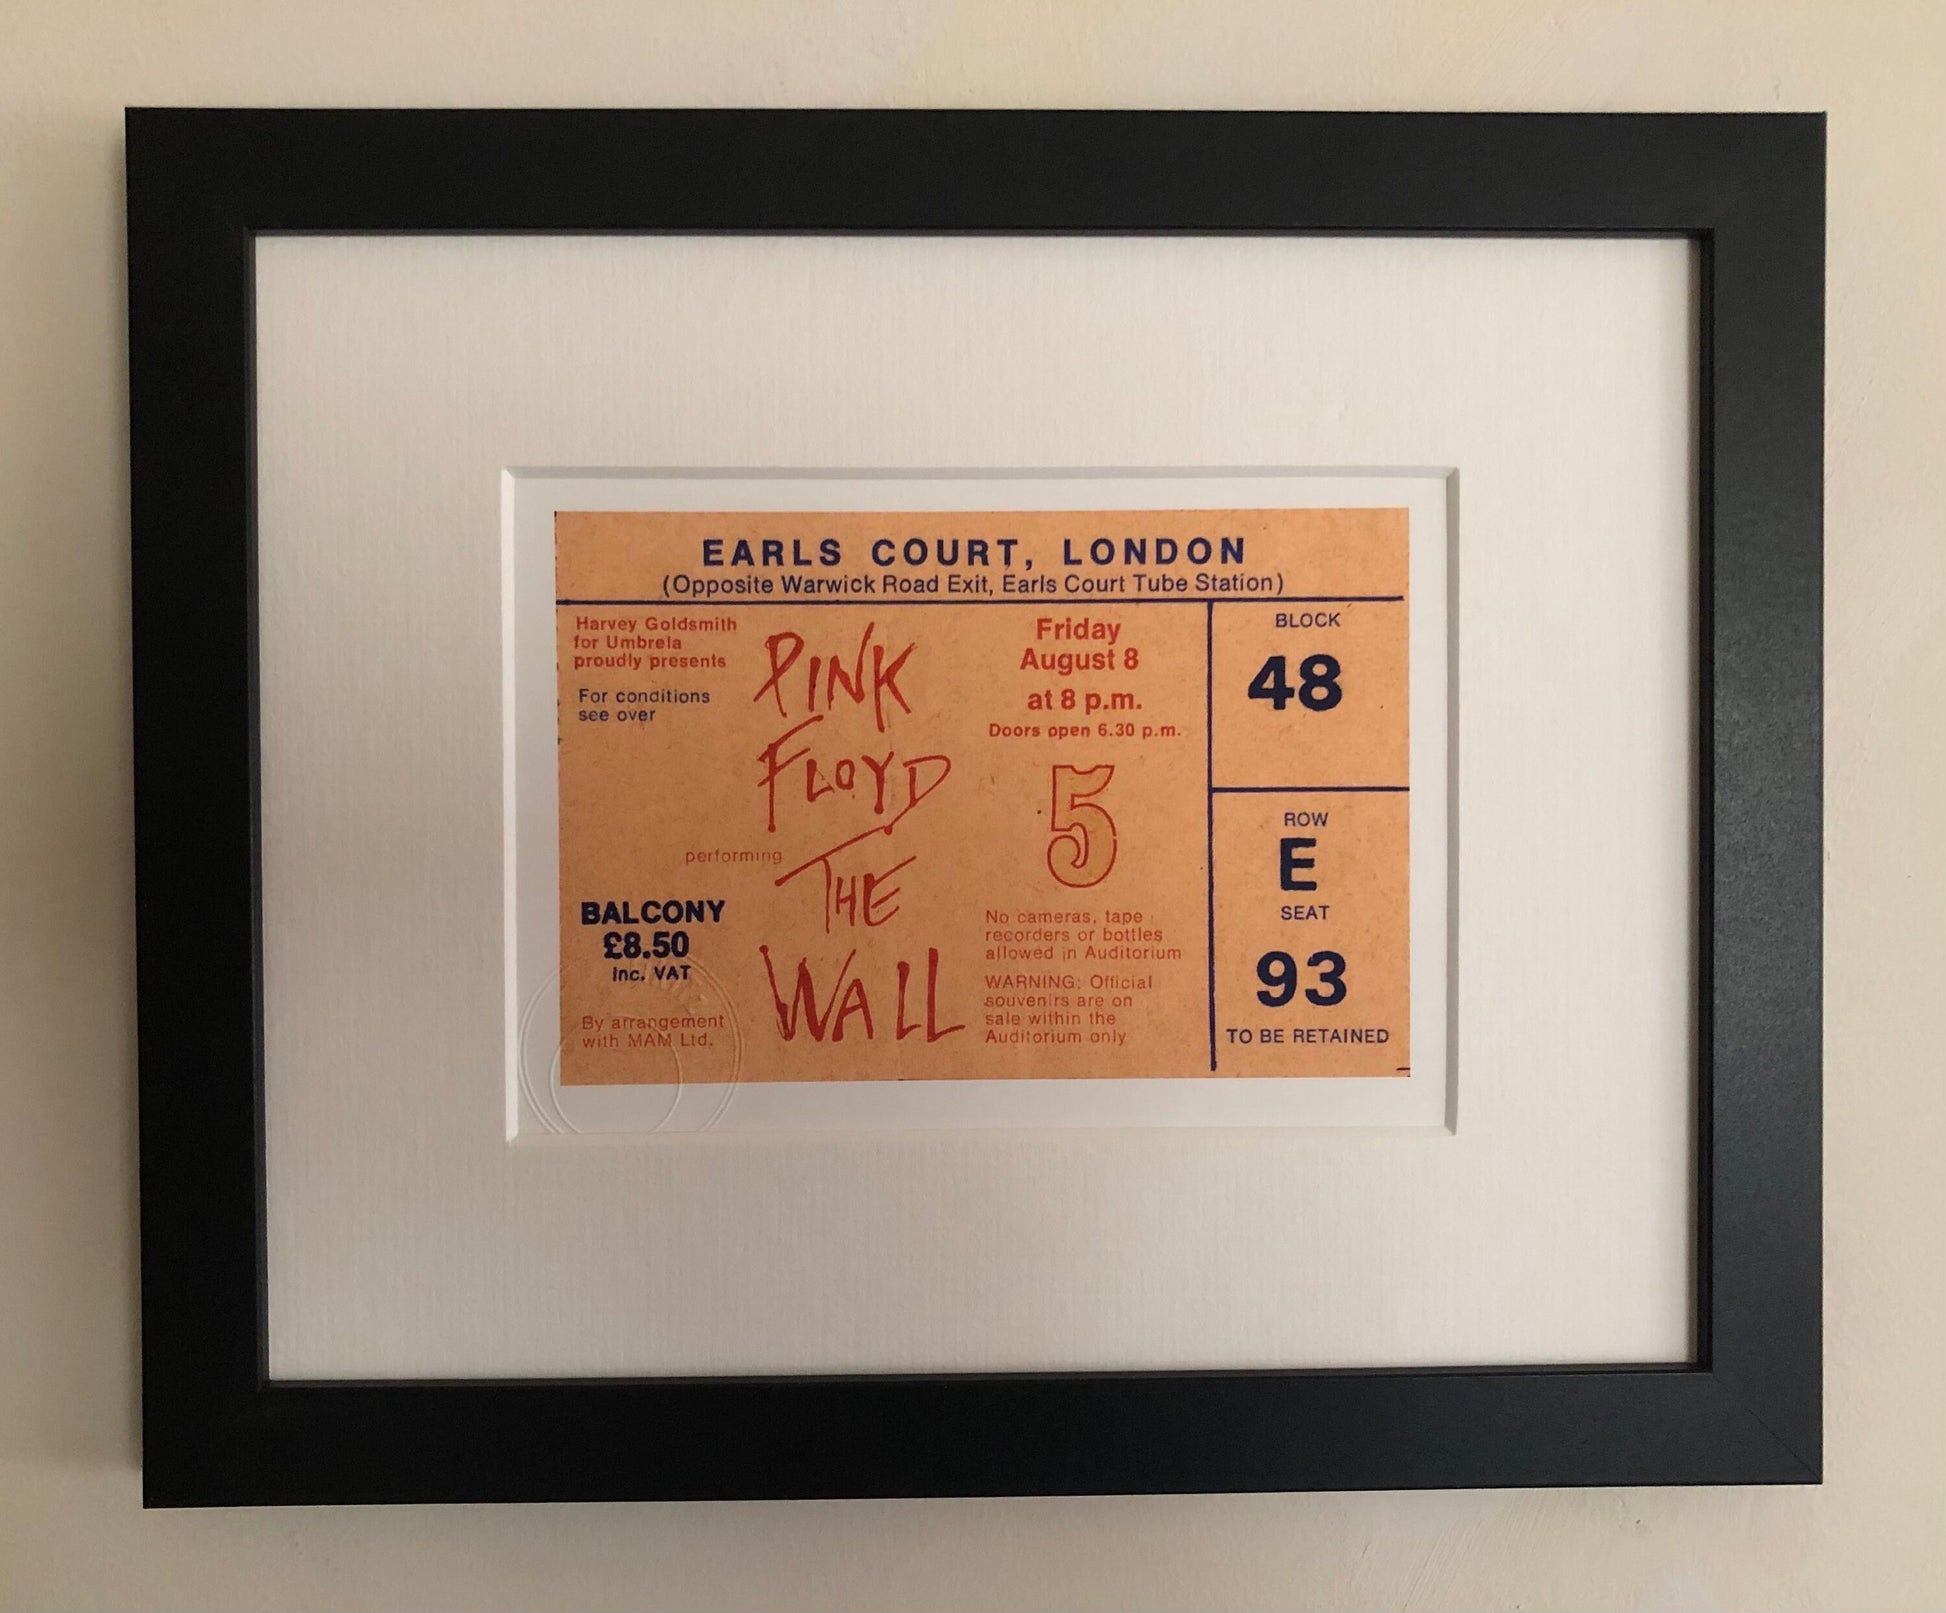 EARLS COURT, LONDON
(Opposite Warwick Road Exit, Earls Court Tube Station)
Harvey Goldsmith
for Umbrela
proudly presents
For conditions
see over
PINK
FLOYD
performing
THE
WALL
BALCONY
£8.50
inc. VAT
By arrangement
with MAM Ltd.
Friday
August 8
at 8 p.m.
Doors open 6.30 p.m.
5
No cameras, tape
recorders or bottles
allowed in Auditorium
WARNING: Official
souvenirs are on
sale within the
Auditorium only
BLOCK
48
ROW
E
SEAT
93
TO BE RETAINED